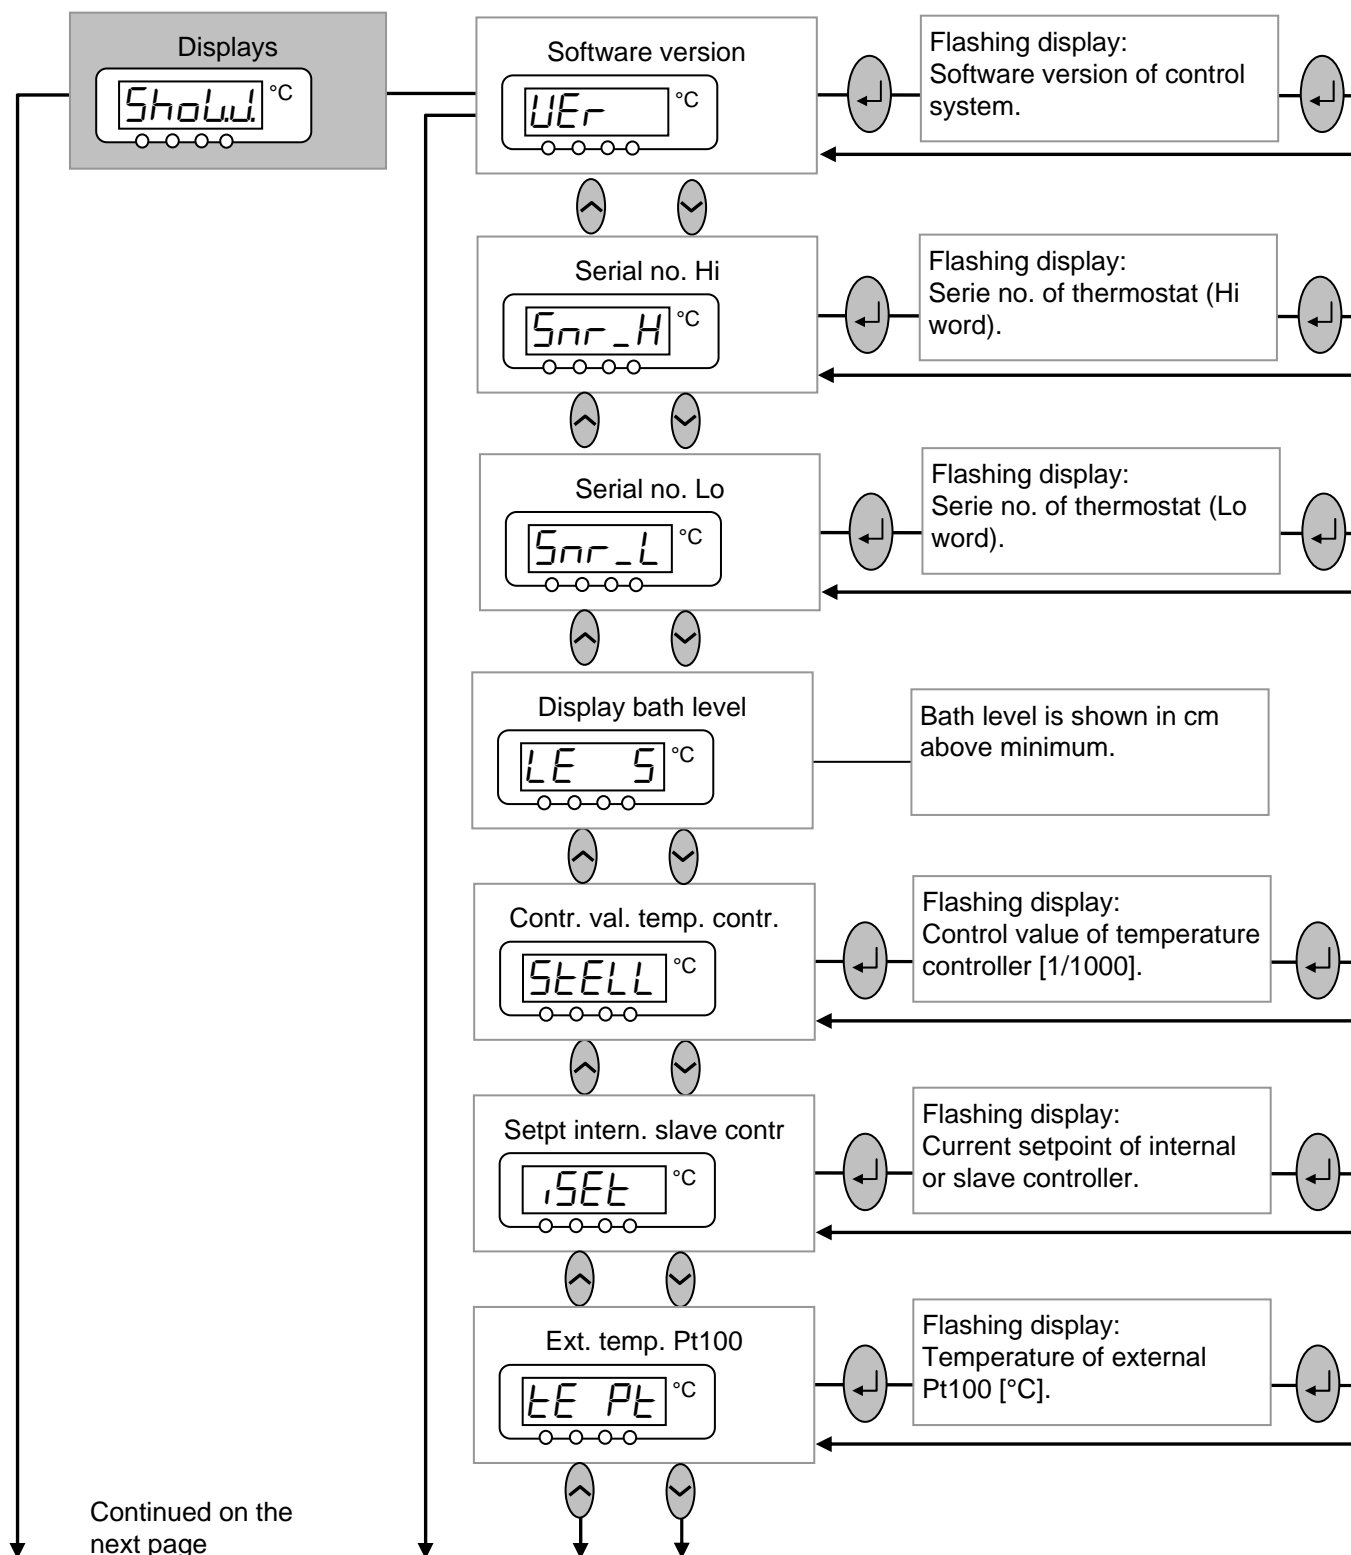 Displays
Show.
°C
Software version
VEr
°C
Flashing display:
Software version of control
system.
Serial no. Hi
Snr_H
°C
Flashing display:
Serie no. of thermostat (Hi
word).
Serial no. Lo
Snr_L
°C
Flashing display:
Serie no. of thermostat (Lo
word).
Display bath level
LE 5
°C
Bath level is shown in cm
above minimum.
Contr. val. temp. contr.
StELL
°C
Flashing display:
Control value of temperature
controller [1/1000].
Setpt intern. slave contr
iSEt
°C
Flashing display:
Current setpoint of internal
or slave controller.
Ext. temp. Pt100
tE Pt
°C
Flashing display:
Temperature of external
Pt100 [°C].
Continued on the
next page